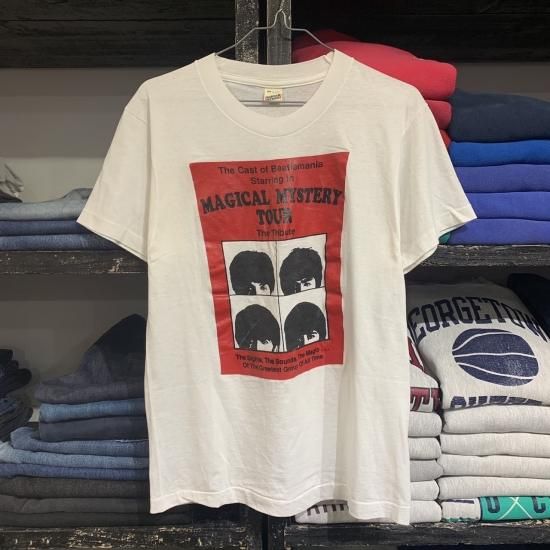 The Cast of Beatlemania
Starring In
MAGICAL MYSTERY
TOUR
The Tribute
The Sights, The Sounds, The Magic . . .
Of The Greatest Group Of All Time
GEORGETOWN